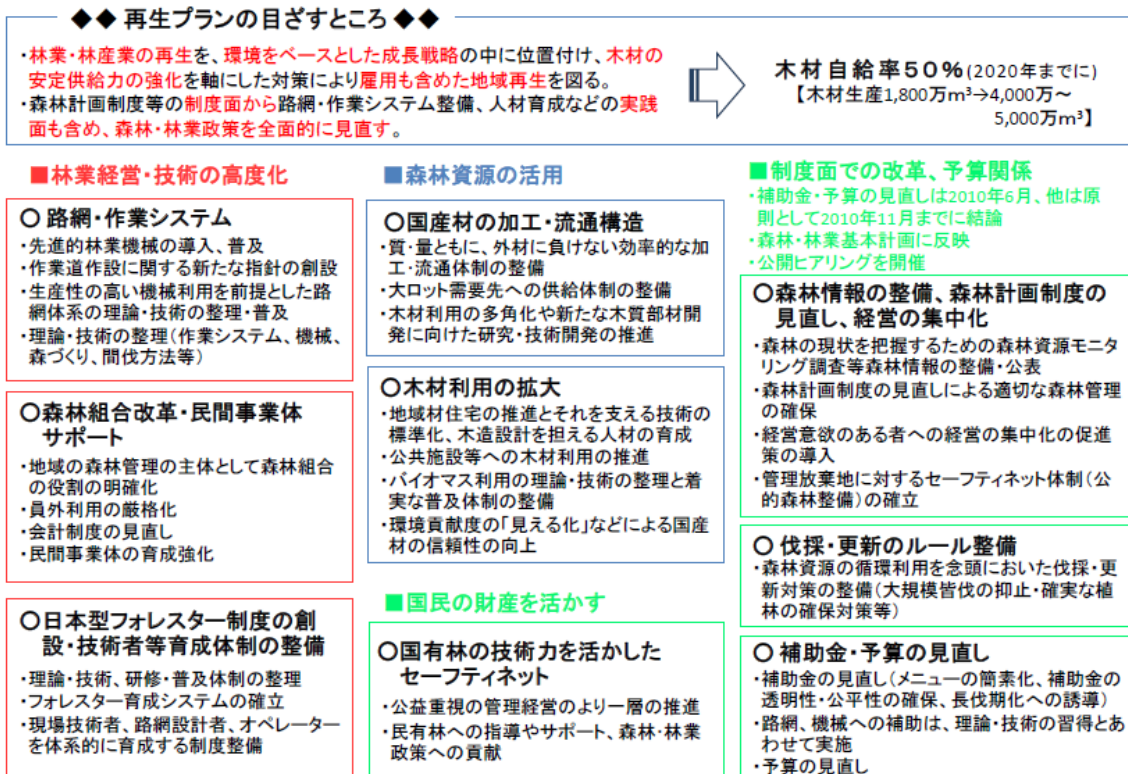 ◆◆ 再生プランの目ざすところ ◆◆
・林業・林産業の再生を、環境をベースとした成長戦略の中に位置付け、木材の
安定供給力の強化を軸にした対策により雇用も含めた地域再生を図る。
・森林計画制度等の制度面から路網・作業システム整備、人材育成などの実践
面も含め、森林・林業政策を全面的に見直す。
木材自給率50%(2020年までに)
【木材生産1,800万m³→4,000万～
5,000万m³】
■林業経営・技術の高度化
○ 路網・作業システム
・先進的林業機械の導入、普及
・作業道作設に関する新たな指針の創設
・生産性の高い機械利用を前提とした路
網体系の理論・技術の整理・普及
・理論・技術の整理(作業システム、機械、
森づくり、間伐方法等)
○森林組合改革・民間事業体
サポート
・地域の森林管理の主体として森林組合
の役割の明確化
・員外利用の厳格化
・会計制度の見直し
・民間事業体の育成強化
○日本型フォレスター制度の創
設・技術者等育成体制の整備
・理論・技術、研修・普及体制の整理
・フォレスター育成システムの確立
・現場技術者、路網設計者、オペレーター
を体系的に育成する制度整備
■森林資源の活用
○国産材の加工・流通構造
・質・量ともに、外材に負けない効率的な加
工・流通体制の整備
・大ロット需要先への供給体制の整備
・木材利用の多角化や新たな木質部材開
発に向けた研究・技術開発の推進
○木材利用の拡大
・地域材住宅の推進とそれを支える技術の
標準化、木造設計を担える人材の育成
・公共施設等への木材利用の推進
・バイオマス利用の理論・技術の整理と着
実な普及体制の整備
・環境貢献度の「見える化」などによる国産
材の信頼性の向上
■国民の財産を活かす
○国有林の技術力を活かした
セーフティネット
・公益重視の管理経営のより一層の推進
・民有林への指導やサポート、森林・林業
政策への貢献
■制度面での改革、予算関係
・補助金・予算の見直しは2010年6月、他は原
則として2010年11月までに結論
・森林・林業基本計画に反映
・公開ヒアリングを開催
○森林情報の整備、森林計画制度の
見直し、経営の集中化
・森林の現状を把握するための森林資源モニタ
リング調査等森林情報の整備・公表
・森林計画制度の見直しによる適切な森林管理
の確保
・経営意欲のある者への経営の集中化の促進
策の導入
・管理放棄地に対するセーフティネット体制(公
的森林整備)の確立
○ 伐採・更新のルール整備
・森林資源の循環利用を念頭においた伐採・更
新対策の整備(大規模皆伐の抑止・確実な植
林の確保対策等)
○ 補助金・予算の見直し
・補助金の見直し(メニューの簡素化、補助金の
透明性・公平性の確保、長伐期化への誘導)
・路網、機械への補助は、理論・技術の習得とあ
わせて実施
・予算の見直し